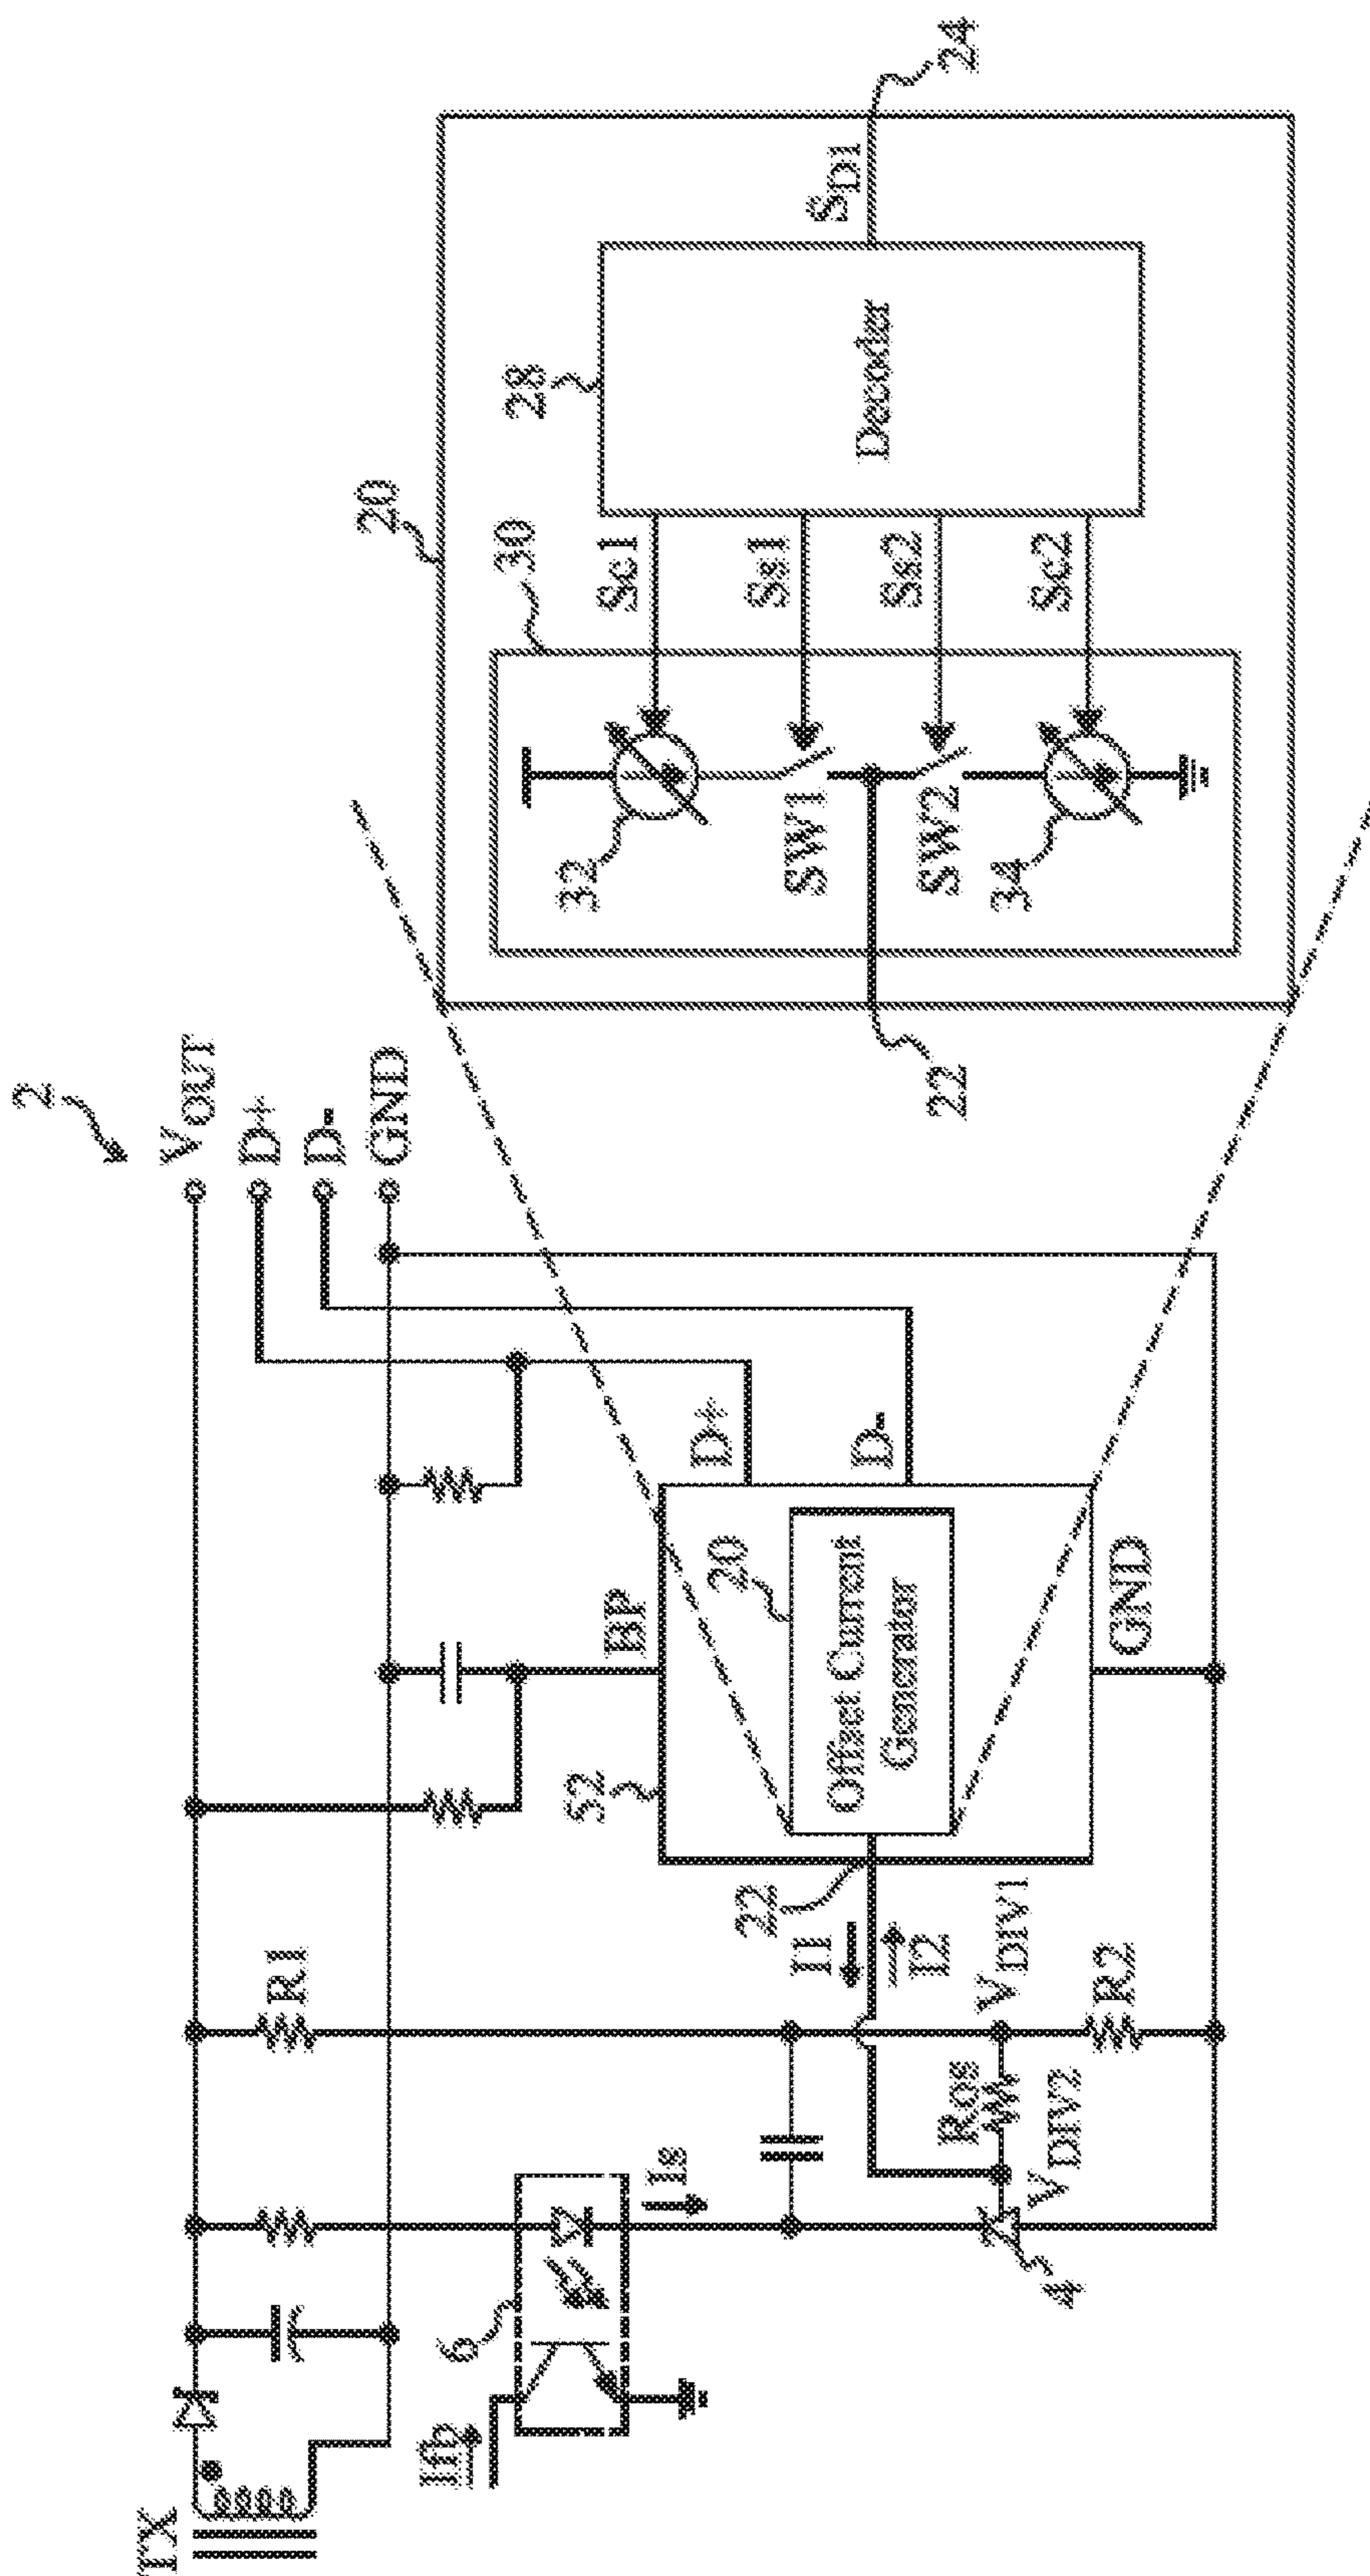 2
TX
VOUT
D+
D-
GND
R1
Ifb2
6
Is
BP
52
D+
D-
20
Offset Current
Generator
22
I1
I2
GND
VDIV1
Ros
R2
VDIV2
4
20
30
28
Sc1
Ss1
Ss2
Sc2
32
SW1
SW2
34
Decoder
SD1
22
24